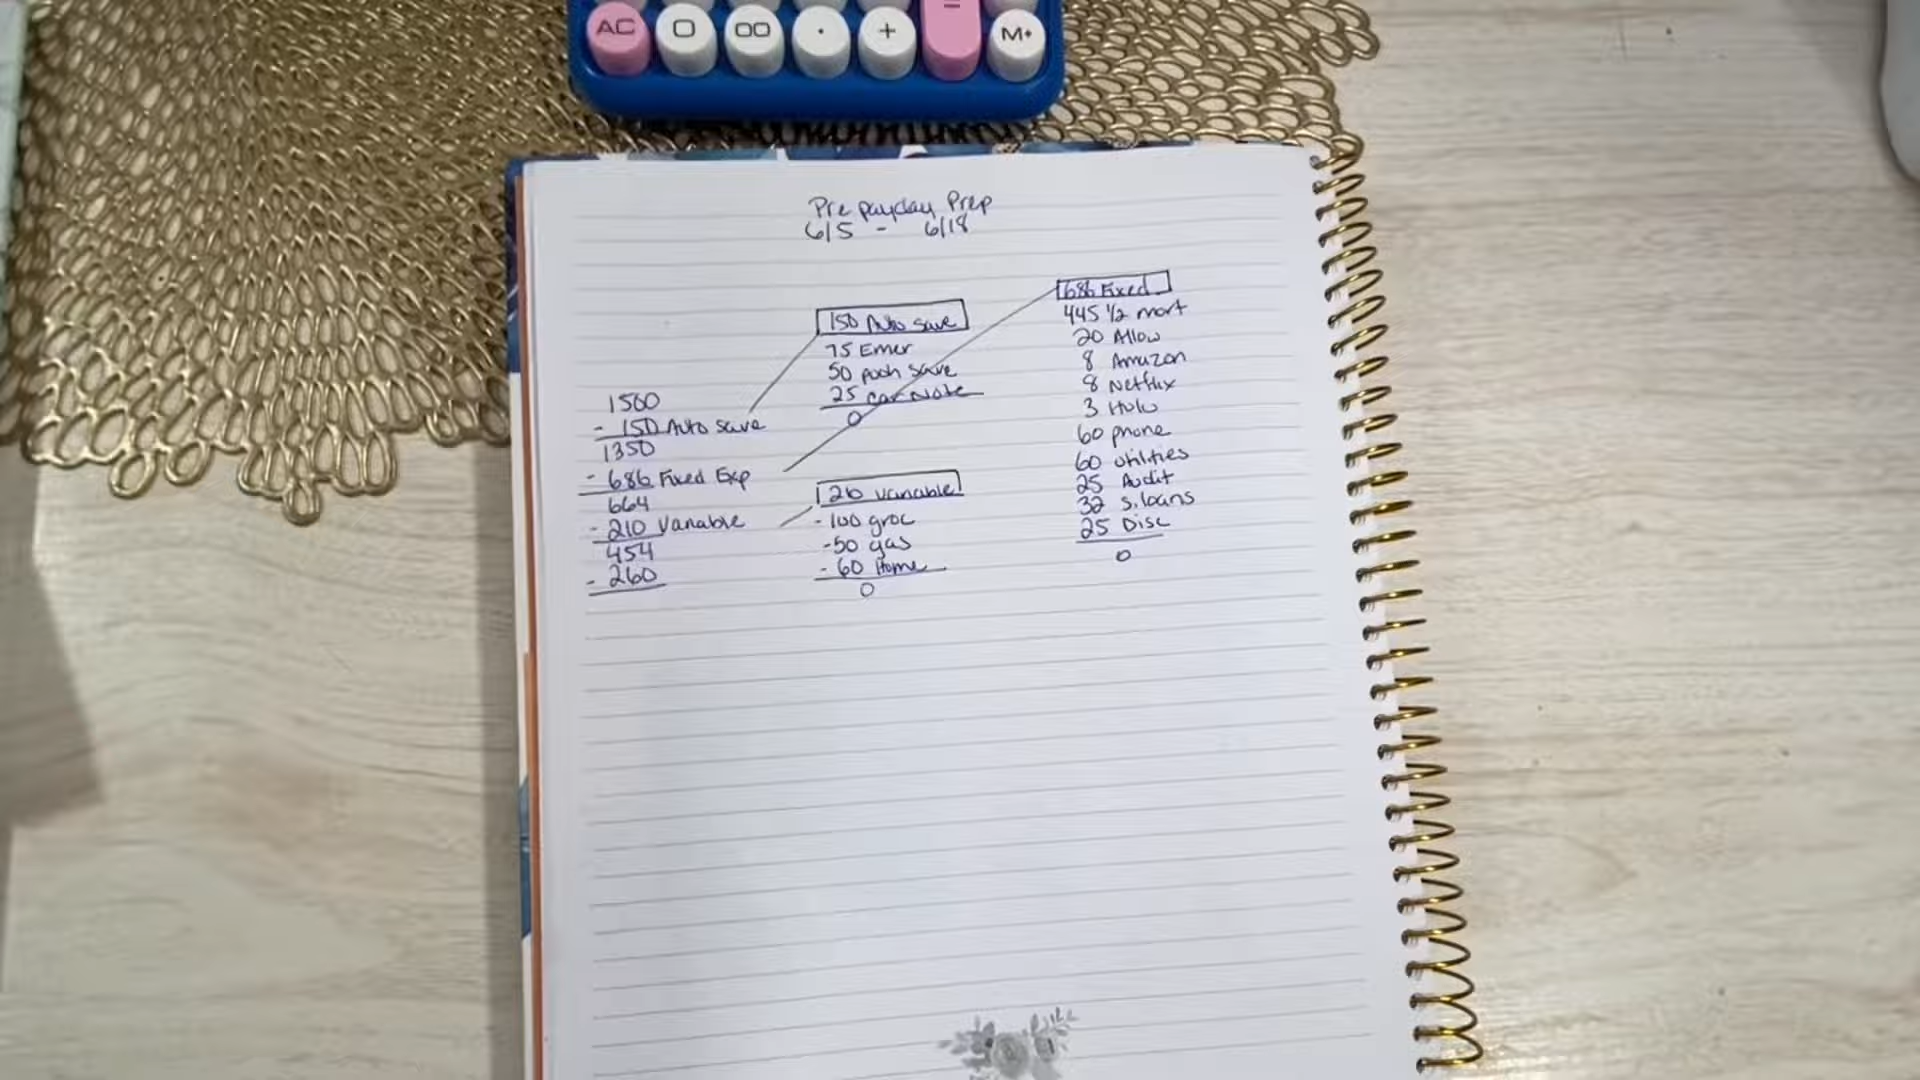 AC 0 00 · + = M+
Pre payday Prep
6/5 - 6/18
1500
- 150 Auto save
1350
- 686 Fixed Exp
664
- 210 Variable
454
- 260
150 Auto save
75 Emer
50 pooh save
25 car Note
0
210 variable
- 100 groc
- 50 gas
- 60 Home
0
686 Fixed
445 1/2 mort
20 Allow
8 Amazon
8 Netflix
3 Hulu
60 phone
60 utilities
25 Audit
32 s.loans
25 Disc
0